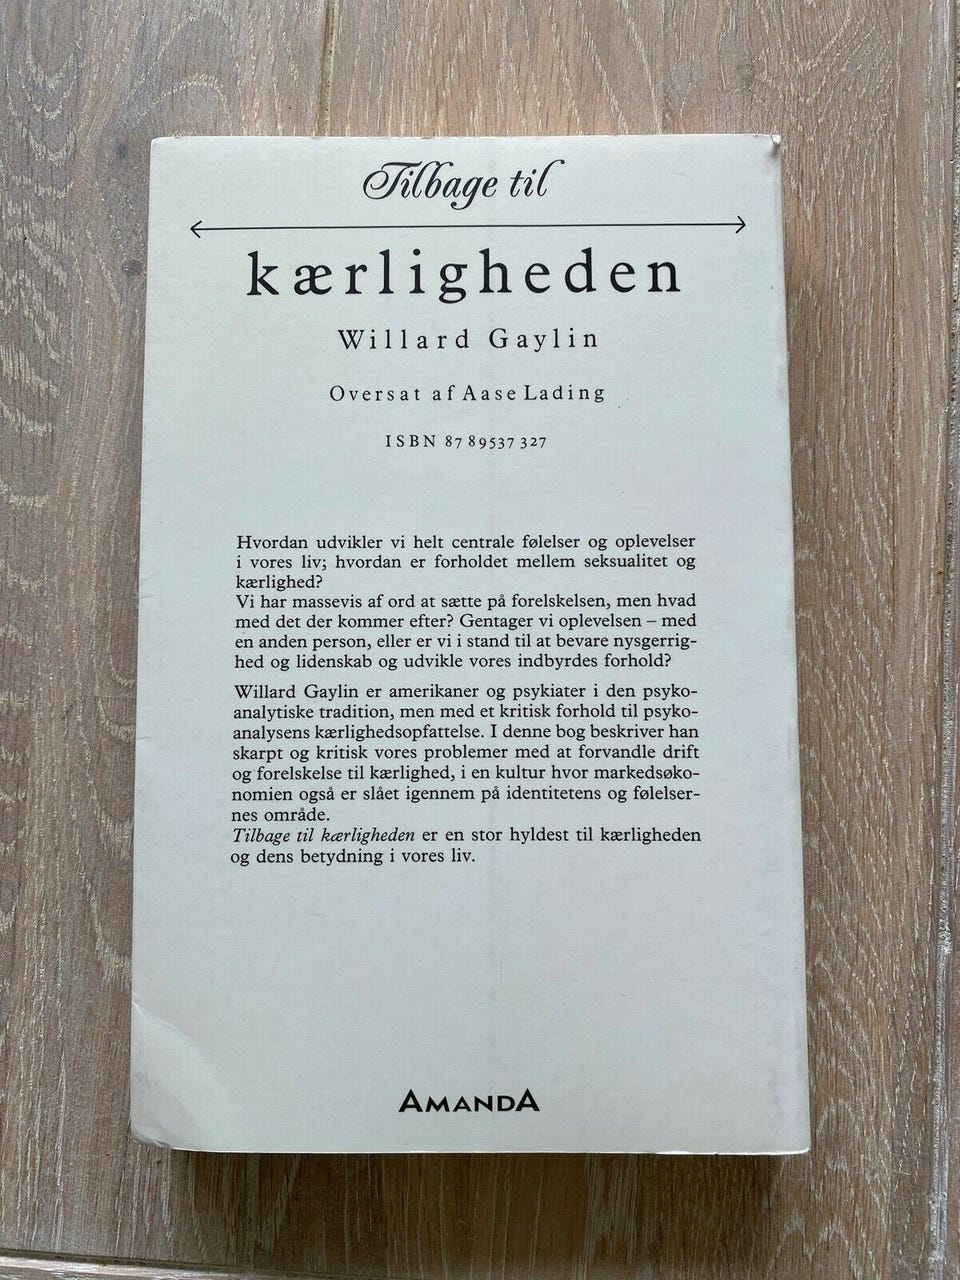 Tilbage til
kærligheden
Willard Gaylin
Oversat af Aase Lading
ISBN 87 89537 327
Hvordan udvikler vi helt centrale følelser og oplevelser
i vores liv; hvordan er forholdet mellem seksualitet og
kærlighed?
Vi har massevis af ord at sætte på forelskelsen, men hvad
med det der kommer efter? Gentager vi oplevelsen – med
en anden person, eller er vi i stand til at bevare nysgerrig-
hed og lidenskab og udvikle vores indbyrdes forhold?
Willard Gaylin er amerikaner og psykiater i den psyko-
analytiske tradition, men med et kritisk forhold til psyko-
analysens kærlighedsopfattelse. I denne bog beskriver han
skarpt og kritisk vores problemer med at forvandle drift
og forelskelse til kærlighed, i en kultur hvor markedsøko-
nomien også er slået igennem på identitetens og følelser-
nes område.
Tilbage til kærligheden er en stor hyldest til kærligheden
og dens betydning i vores liv.
AMANDA